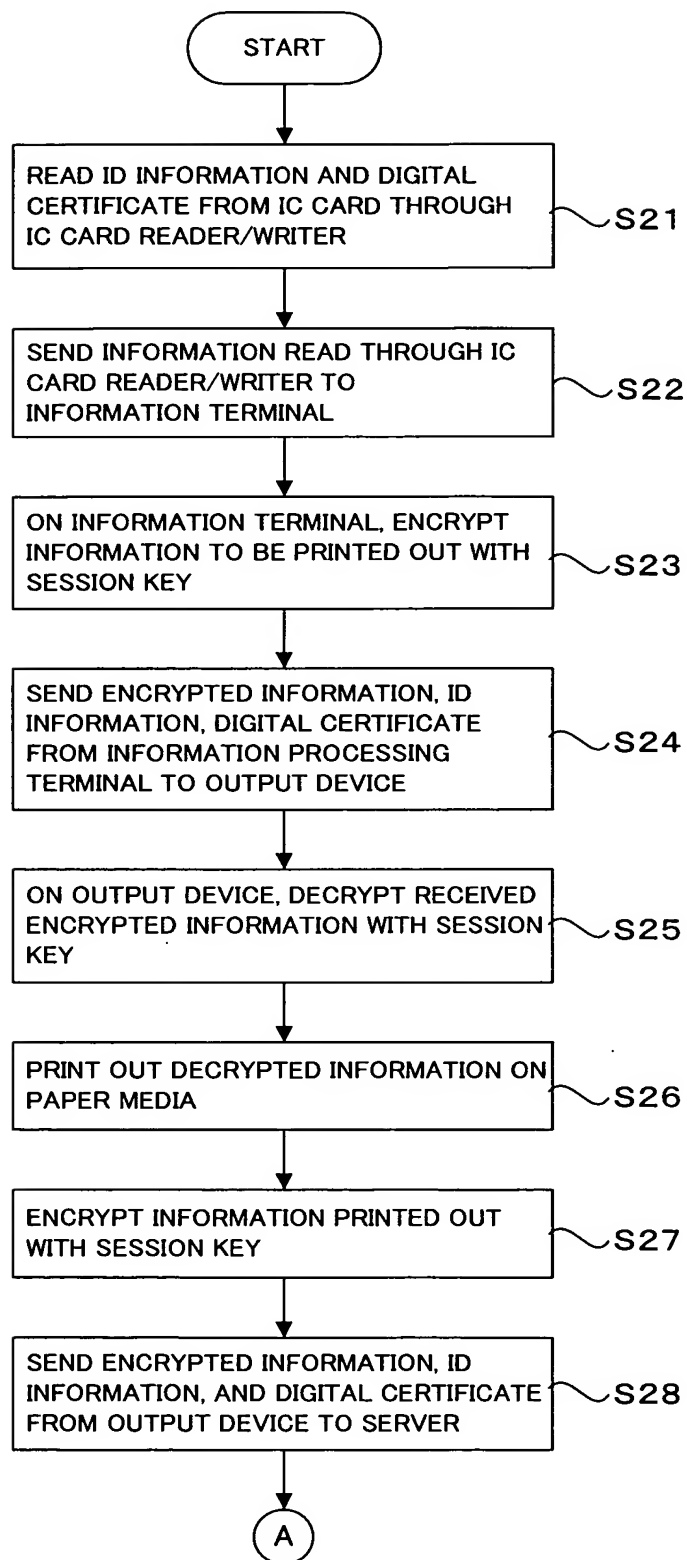 START
READ ID INFORMATION AND DIGITAL
CERTIFICATE FROM IC CARD THROUGH
IC CARD READER/WRITER
S21
SEND INFORMATION READ THROUGH IC
CARD READER/WRITER TO
INFORMATION TERMINAL
S22
ON INFORMATION TERMINAL, ENCRYPT
INFORMATION TO BE PRINTED OUT WITH
SESSION KEY
S23
SEND ENCRYPTED INFORMATION, ID
INFORMATION, DIGITAL CERTIFICATE
FROM INFORMATION PROCESSING
TERMINAL TO OUTPUT DEVICE
S24
ON OUTPUT DEVICE, DECRYPT RECEIVED
ENCRYPTED INFORMATION WITH SESSION
KEY
S25
PRINT OUT DECRYPTED INFORMATION ON
PAPER MEDIA
S26
ENCRYPT INFORMATION PRINTED OUT
WITH SESSION KEY
S27
SEND ENCRYPTED INFORMATION, ID
INFORMATION, AND DIGITAL CERTIFICATE
FROM OUTPUT DEVICE TO SERVER
S28
A